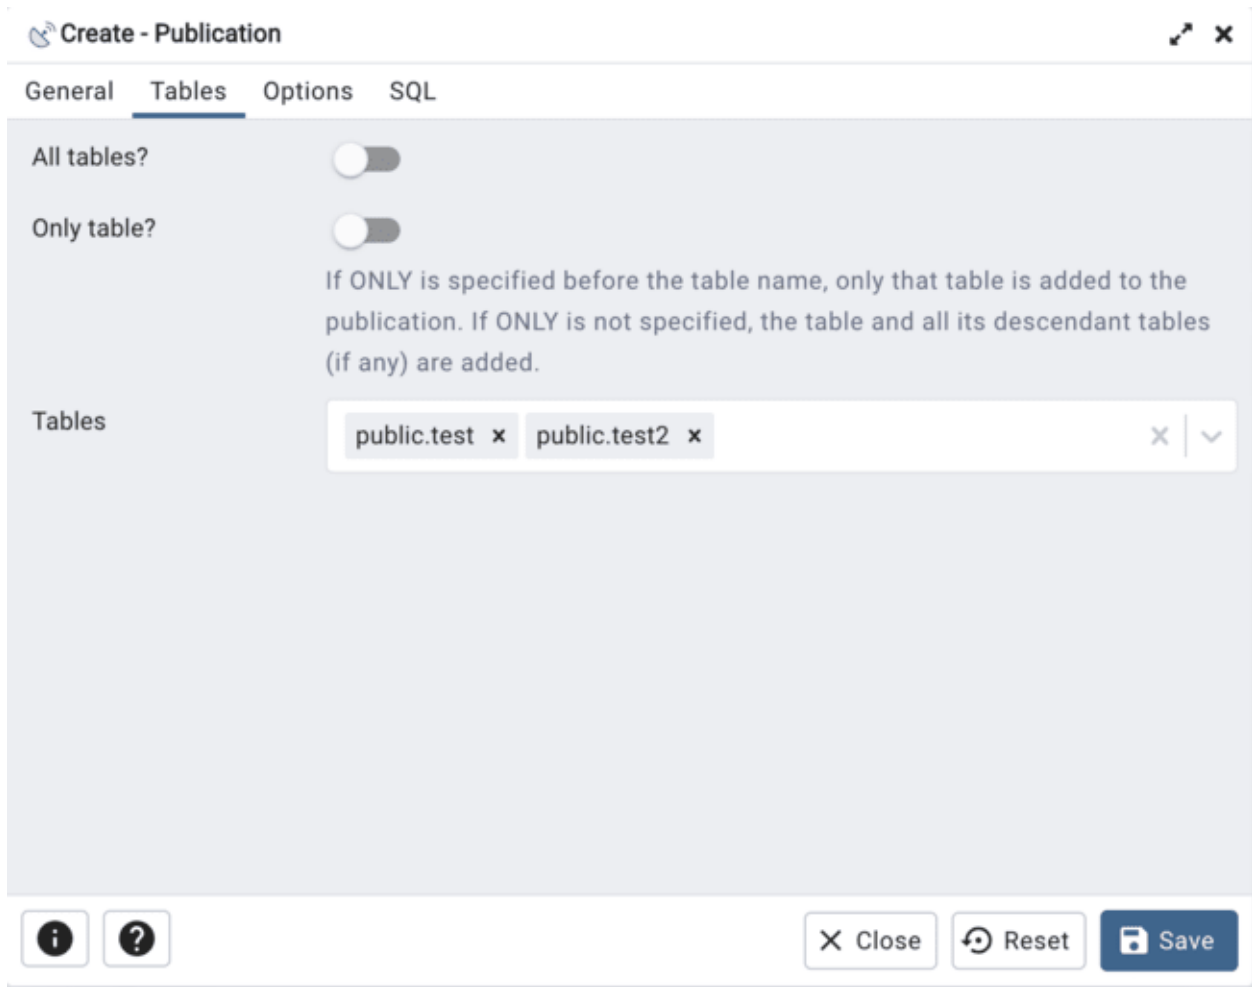 Create - Publication
General Tables Options SQL
All tables?
Only table?
If ONLY is specified before the table name, only that table is added to the
publication. If ONLY is not specified, the table and all its descendant tables
(if any) are added.
Tables
public.test public.test2
Close Reset Save